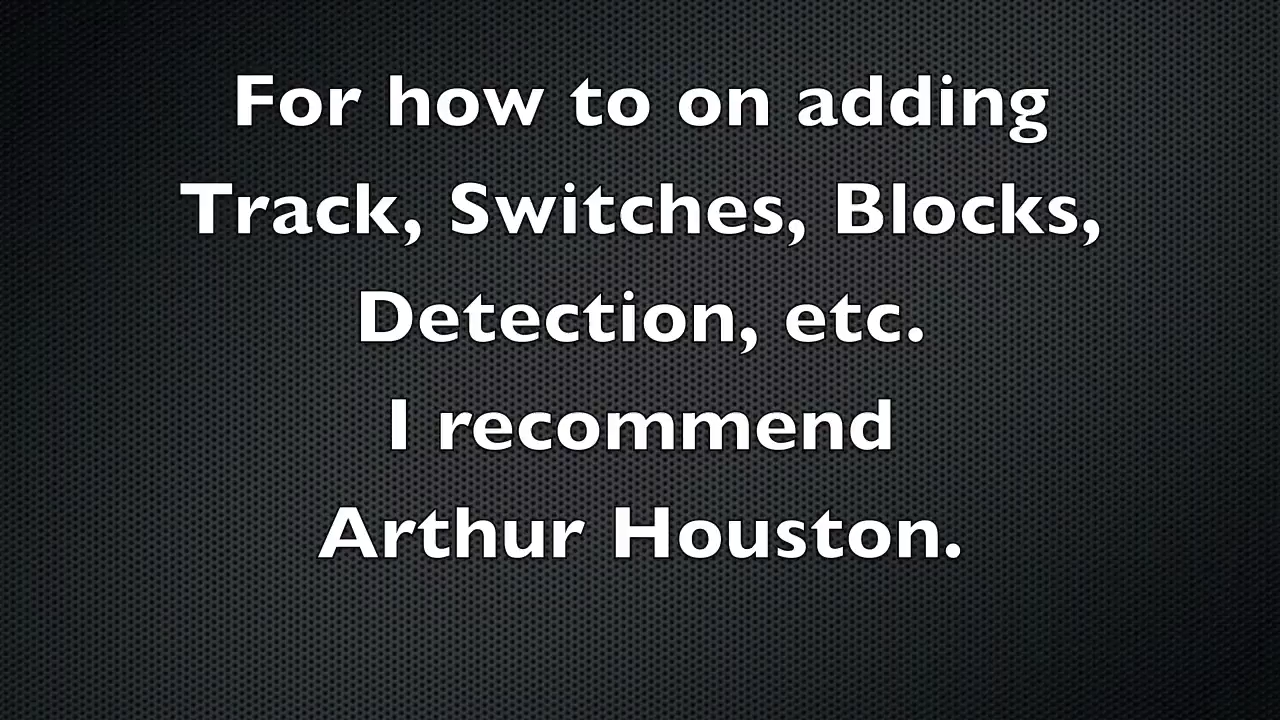 For how to on adding
Track, Switches, Blocks,
Detection, etc.
I recommend
Arthur Houston.